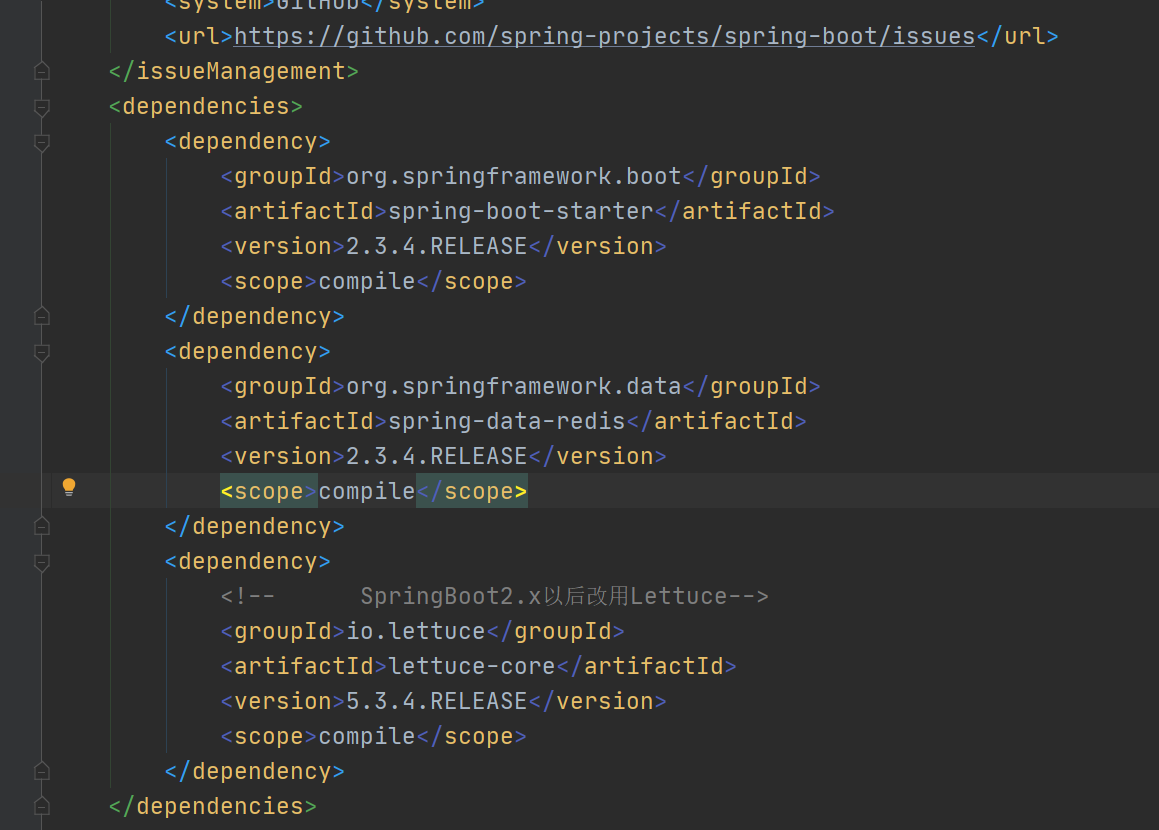 <system>GitHub</system>
<url>https://github.com/spring-projects/spring-boot/issues</url>
</issueManagement>
<dependencies>
<dependency>
<groupId>org.springframework.boot</groupId>
<artifactId>spring-boot-starter</artifactId>
<version>2.3.4.RELEASE</version>
<scope>compile</scope>
</dependency>
<dependency>
<groupId>org.springframework.data</groupId>
<artifactId>spring-data-redis</artifactId>
<version>2.3.4.RELEASE</version>
<scope>compile</scope>
</dependency>
<dependency>
<!-- SpringBoot2.x以后改用Lettuce-->
<groupId>io.lettuce</groupId>
<artifactId>lettuce-core</artifactId>
<version>5.3.4.RELEASE</version>
<scope>compile</scope>
</dependency>
</dependencies>